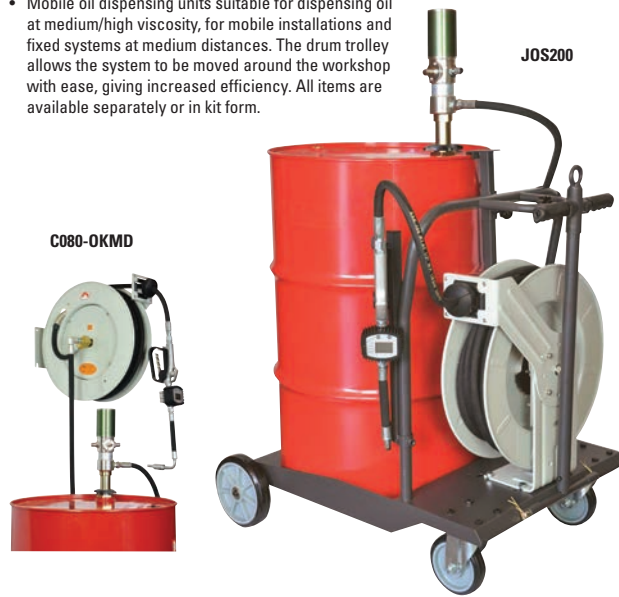 • Mobile oil dispensing units suitable for dispensing oil
at medium/high viscosity, for mobile installations and
fixed systems at medium distances. The drum trolley
allows the system to be moved around the workshop
with ease, giving increased efficiency. All items are
available separately or in kit form.
JOS200
C080-OKMD